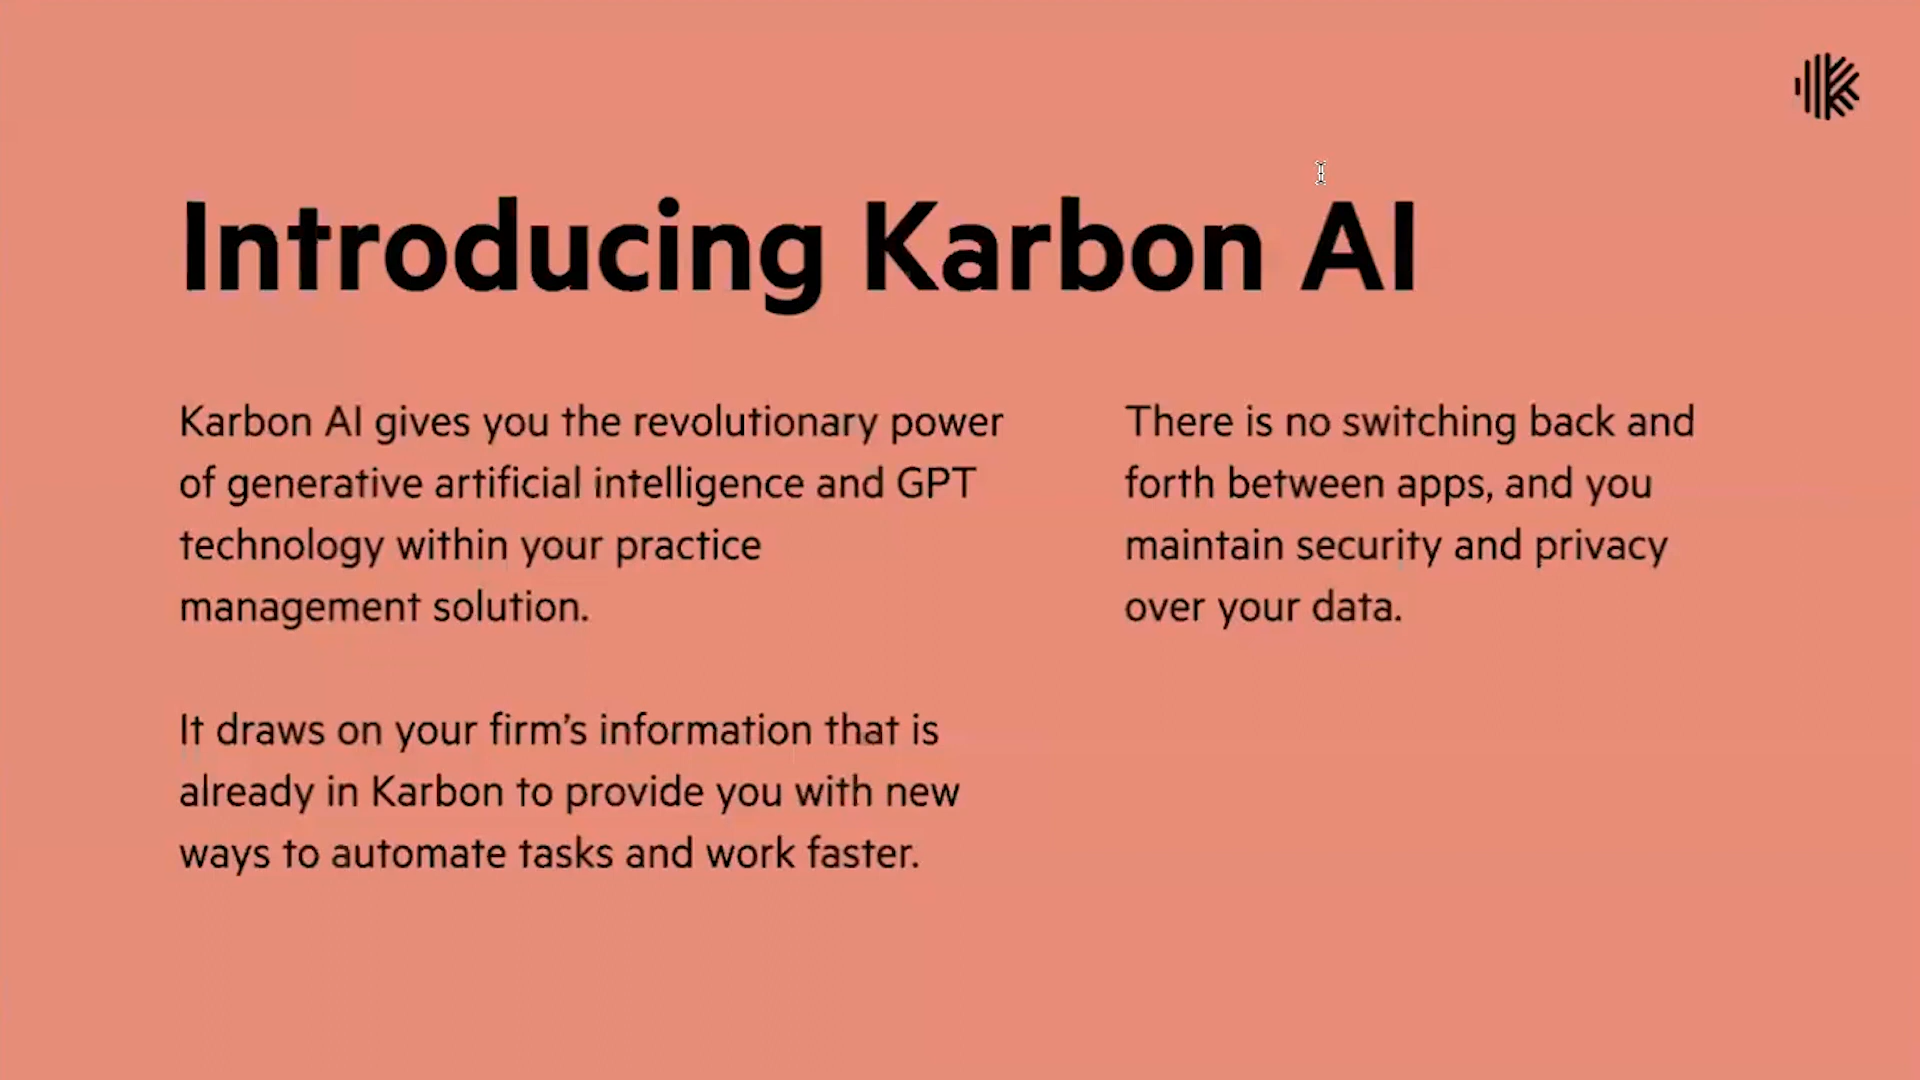 Introducing Karbon AI
Karbon AI gives you the revolutionary power
of generative artificial intelligence and GPT
technology within your practice
management solution.
It draws on your firm’s information that is
already in Karbon to provide you with new
ways to automate tasks and work faster.
There is no switching back and
forth between apps, and you
maintain security and privacy
over your data.